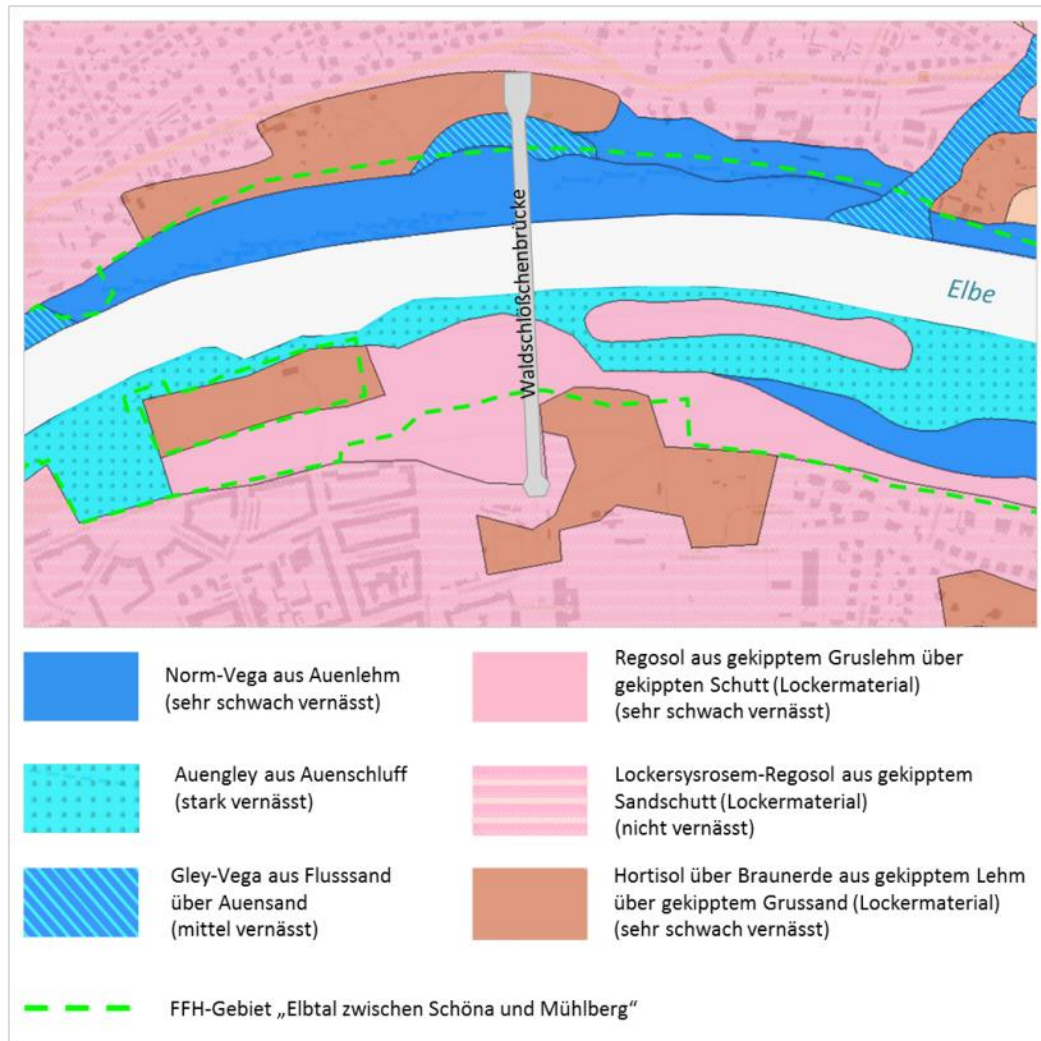 Waldschlößchenbrücke
Elbe
Norm-Vega aus Auenlehm
(sehr schwach vernässt)
Regosol aus gekipptem Gruslehm über
gekippten Schutt (Lockermaterial)
(sehr schwach vernässt)
Auengley aus Auenschluff
(stark vernässt)
Lockersysrosem-Regosol aus gekipptem
Sandschutt (Lockermaterial)
(nicht vernässt)
Gley-Vega aus Flusssand
über Auensand
(mittel vernässt)
Hortisol über Braunerde aus gekipptem Lehm
über gekipptem Grussand (Lockermaterial)
(sehr schwach vernässt)
FFH-Gebiet „Elbtal zwischen Schöna und Mühlberg“